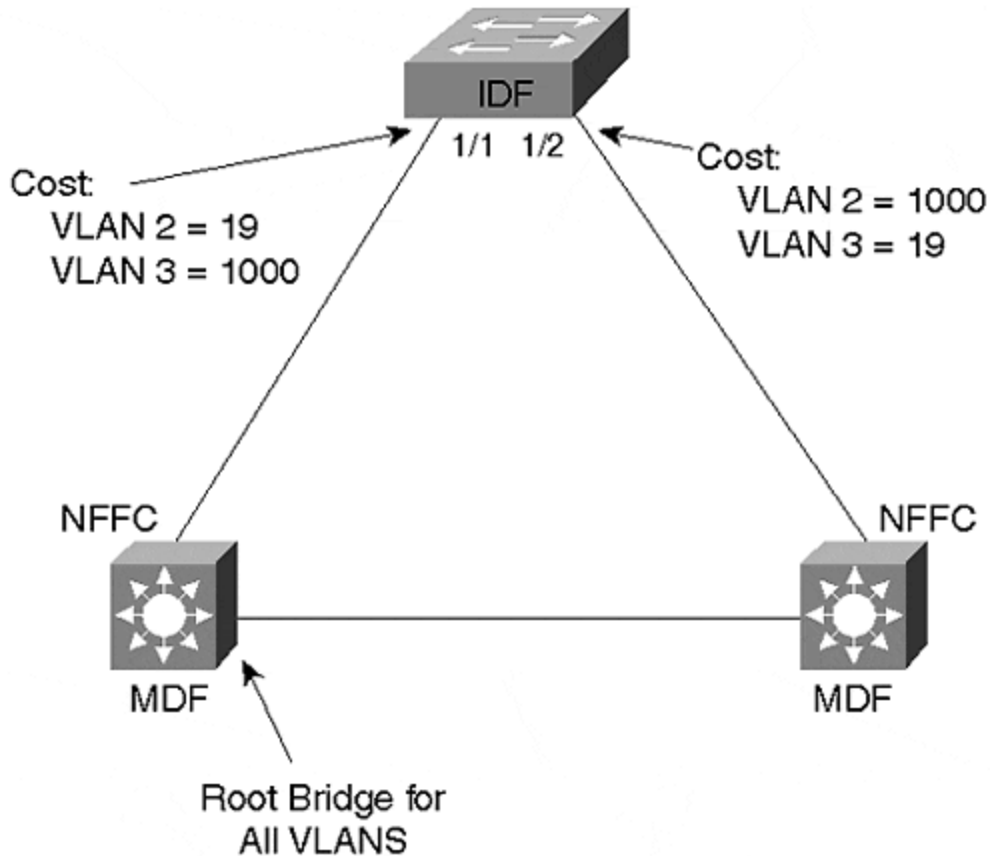 IDF
1/1 1/2
Cost:
VLAN 2 = 19
VLAN 3 = 1000
Cost:
VLAN 2 = 1000
VLAN 3 = 19
NFFC
NFFC
MDF
MDF
Root Bridge for
All VLANS